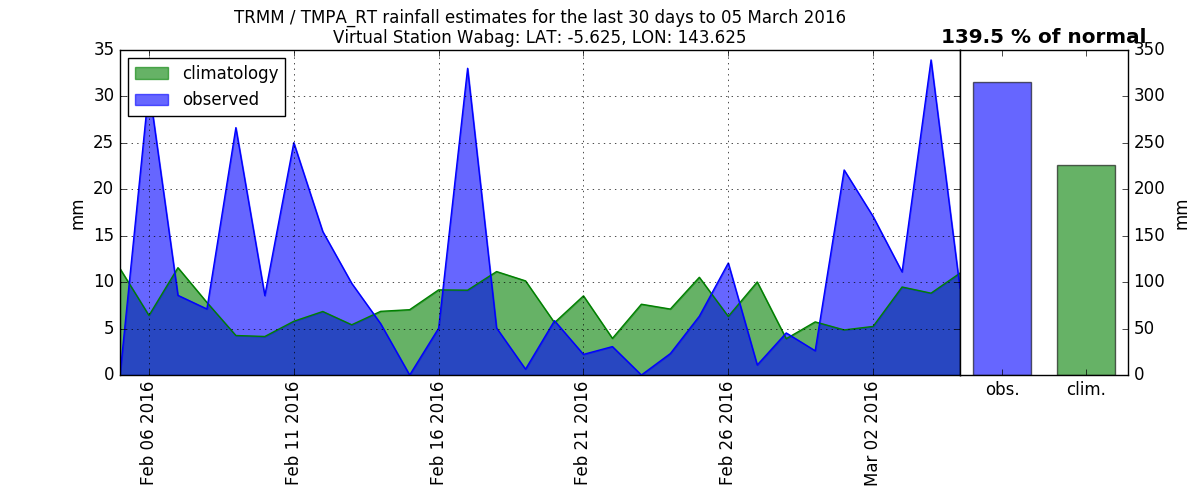 TRMM / TMPA_RT rainfall estimates for the last 30 days to 05 March 2016
Virtual Station Wabag: LAT: -5.625, LON: 143.625
139.5 % of normal
climatology
observed
mm
35
30
25
20
15
10
5
0
Feb 06 2016
Feb 11 2016
Feb 16 2016
Feb 21 2016
Feb 26 2016
Mar 02 2016
obs.
clim.
350
300
250
200
150
100
50
0
mm